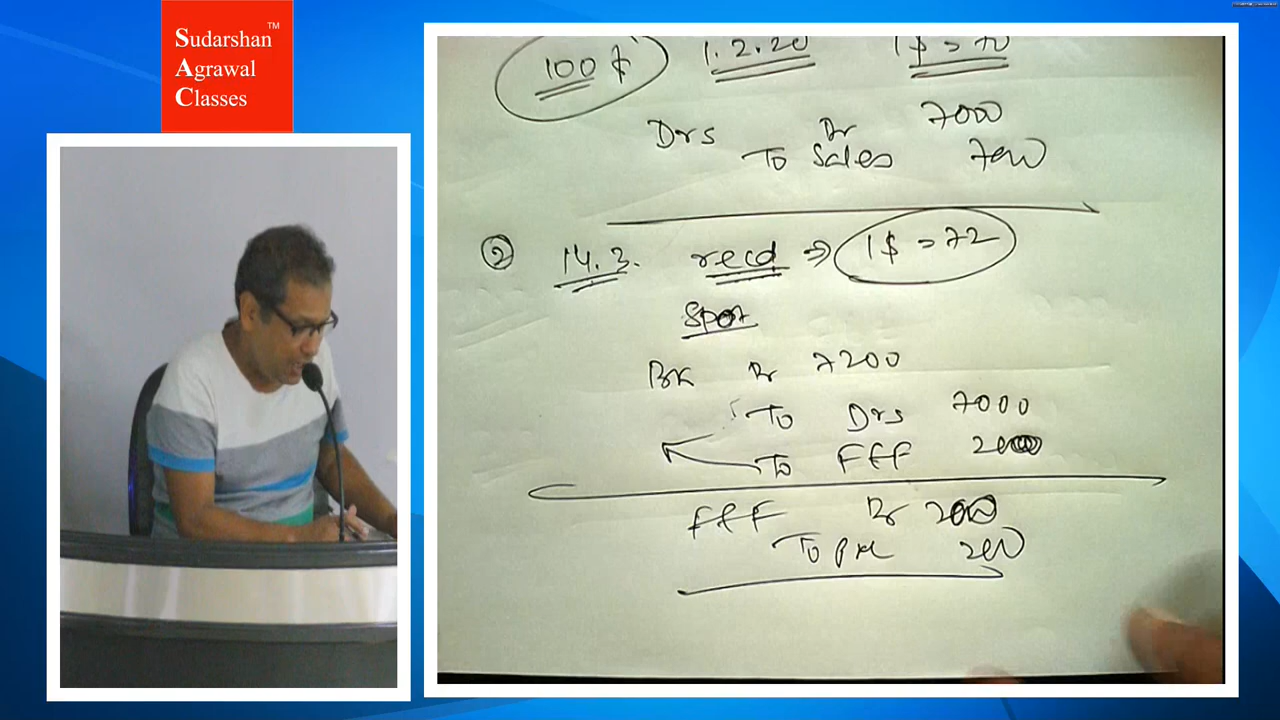 Sudarshan™
Agrawal
Classes
100 $ 1.2.20 1 $ = 70
Drs Dr 7000
To Sales 7000
② 14.3. recd ⇒ 1 $ = 72
Spot
Bk Dr 7200
To Drs 7000
To FFF 200
FFF Dr 200
To P&L 200